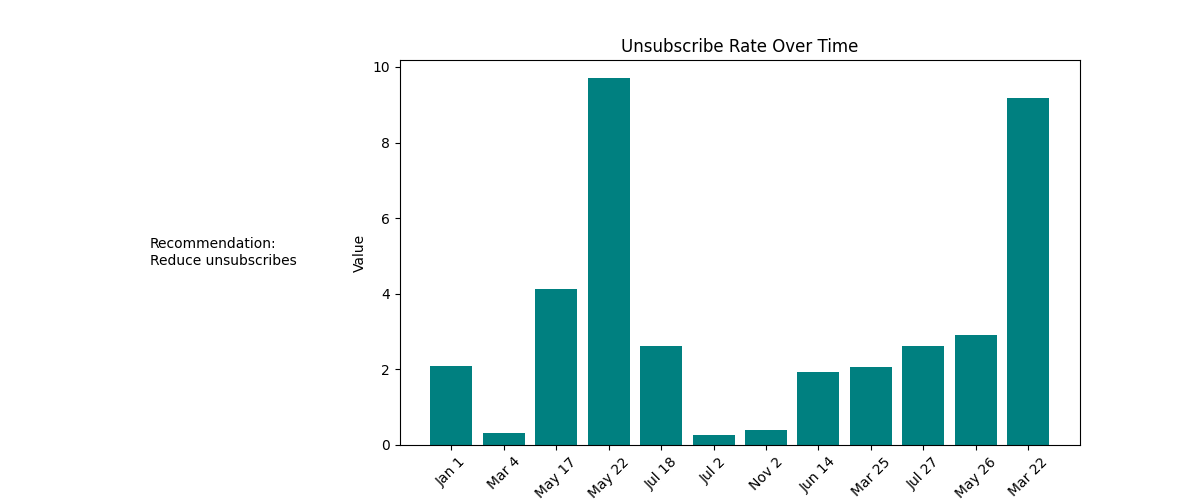 Unsubscribe Rate Over Time
10
8
6
4
2
0
Value
Recommendation:
Reduce unsubscribes
Jan 1
Mar 4
May 17
May 22
Jul 18
Jul 2
Nov 2
Jun 14
Mar 25
Jul 27
May 26
Mar 22